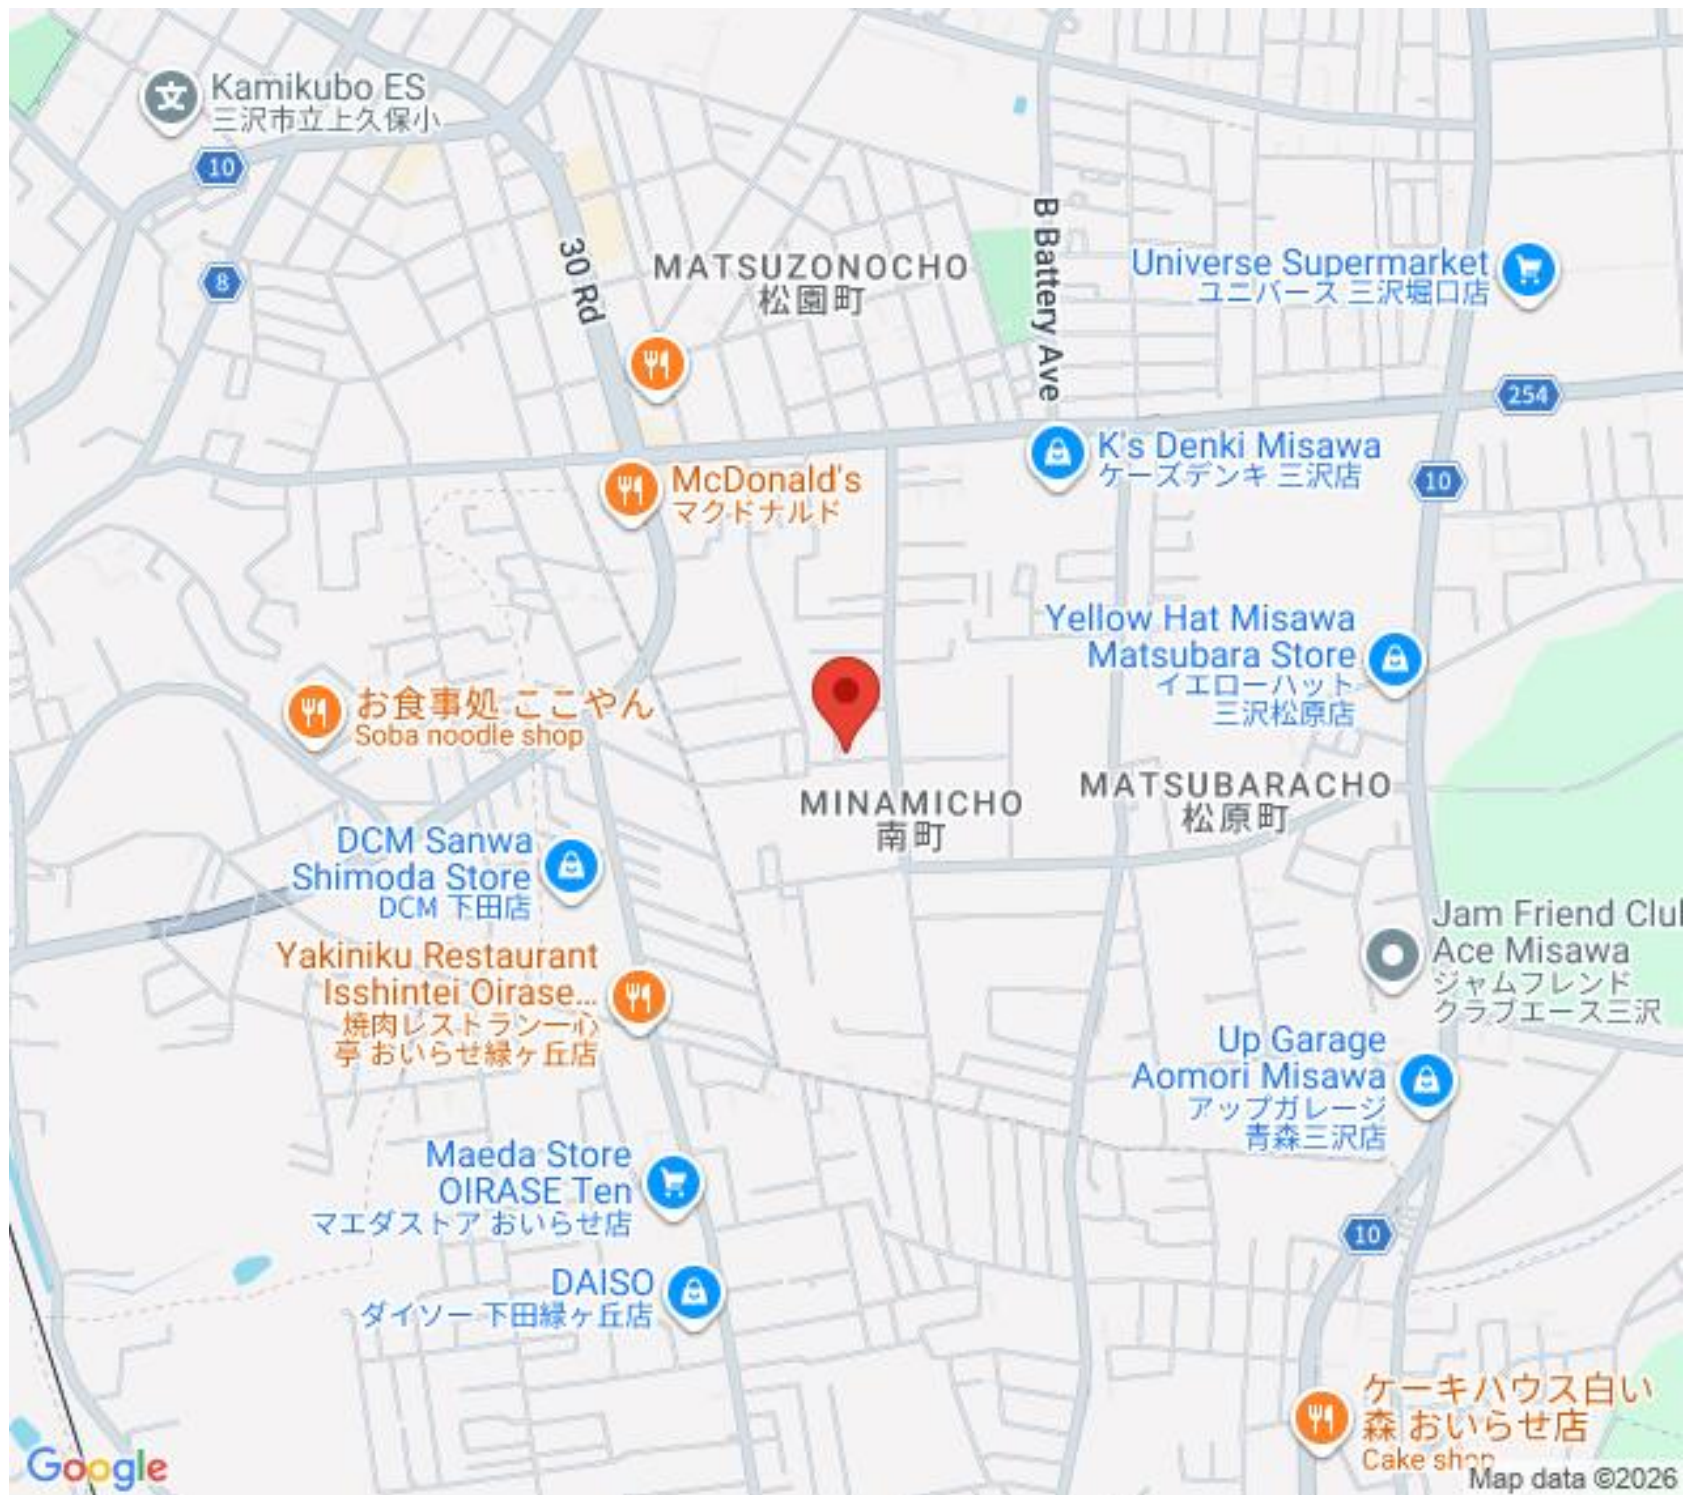 Kamikubo ES
三沢市立上久保小
10
8
30 Rd
MATSUZONOCHO
松園町
B Battery Ave
Universe Supermarket
ユニバース 三沢堀口店
254
K's Denki Misawa
ケーズデンキ 三沢店
10
McDonald's
マクドナルド
Yellow Hat Misawa
Matsubara Store
イエローハット
三沢松原店
お食事処 ここやん
Soba noodle shop
MINAMICHO
南町
MATSUBARACHO
松原町
DCM Sanwa
Shimoda Store
DCM 下田店
Jam Friend Clu
Ace Misawa
ジャムフレンド
クラブエース三沢
Yakiniku Restaurant
Isshintei Oirase...
焼肉レストラン一心
亭 おいらせ緑ヶ丘店
Up Garage
Aomori Misawa
アップガレージ
青森三沢店
Maeda Store
OIRASE Ten
マエダストア おいらせ店
10
DAISO
ダイソー 下田緑ヶ丘店
ケーキハウス白い
森 おいらせ店
Cake shop
Google
Map data ©2026